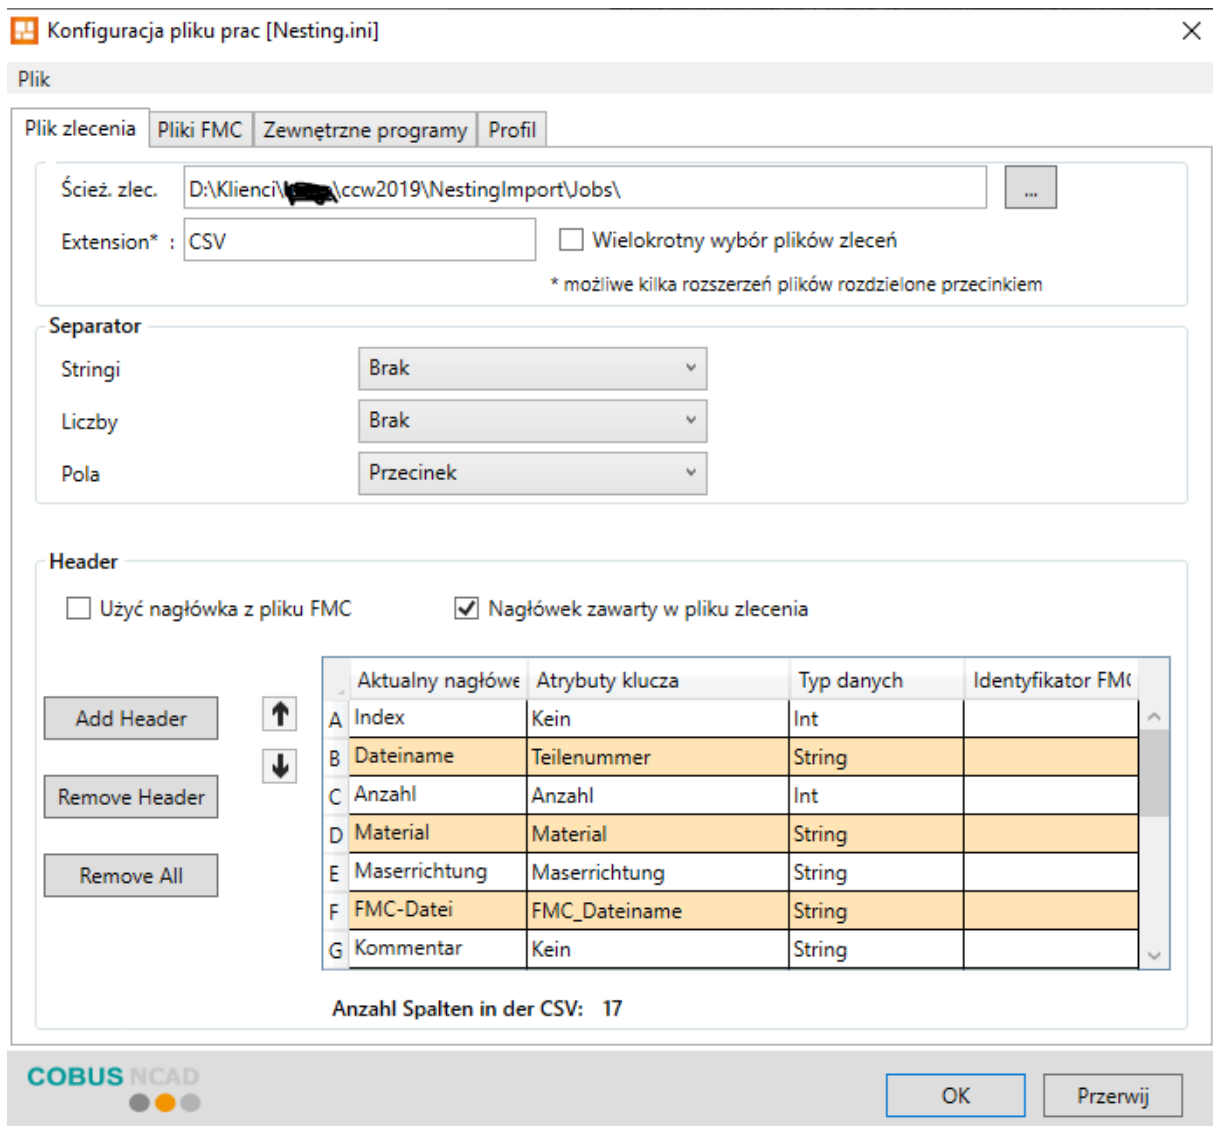 Konfiguracja pliku prac [Nesting.ini]
Plik
Plik zlecenia Pliki FMC Zewnętrzne programy Profil
Ścież. zlec. D:\Klienci\ \ccw2019\NestingImport\Jobs\ ...
Extension* : CSV Wielokrotny wybór plików zleceń
* możliwe kilka rozszerzeń plików rozdzielone przecinkiem
Separator
Stringi Brak
Liczby Brak
Pola Przecinek
Header
Użyć nagłówka z pliku FMC Nagłówek zawarty w pliku zlecenia
Aktualny nagłówe Atrybuty klucza Typ danych Identyfikator FM(
Add Header A Index Kein Int
B Dateiname Teilenummer String
Remove Header C Anzahl Anzahl Int
D Material Material String
Remove All E Maserrichtung Maserrichtung String
F FMC-Datei FMC_Dateiname String
G Kommentar Kein String
Anzahl Spalten in der CSV: 17
COBUS NCAD
OK Przerwij